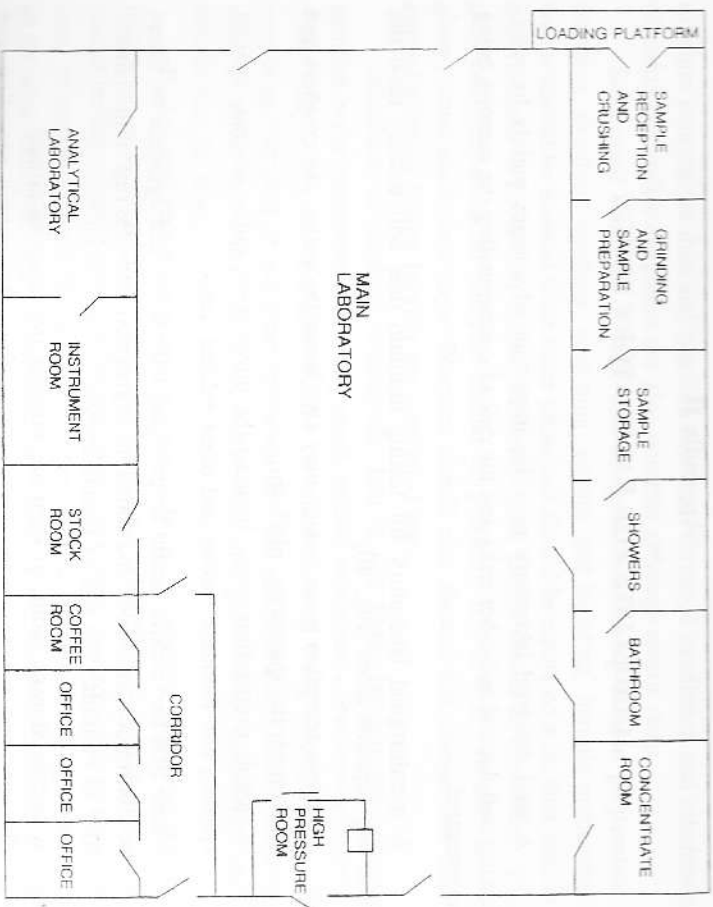 LOADING PLATFORM
SAMPLE
RECEPTION
AND
CRUSHING
GRINDING
AND
SAMPLE
PREPARATION
SAMPLE
STORAGE
SHOWERS
BATHROOM
CONCENTRATE
ROOM
MAIN
LABORATORY
HIGH
PRESSURE
ROOM
CORRIDOR
ANALYTICAL
LABORATORY
INSTRUMENT
ROOM
STOCK
ROOM
COFFEE
ROOM
OFFICE
OFFICE
OFFICE